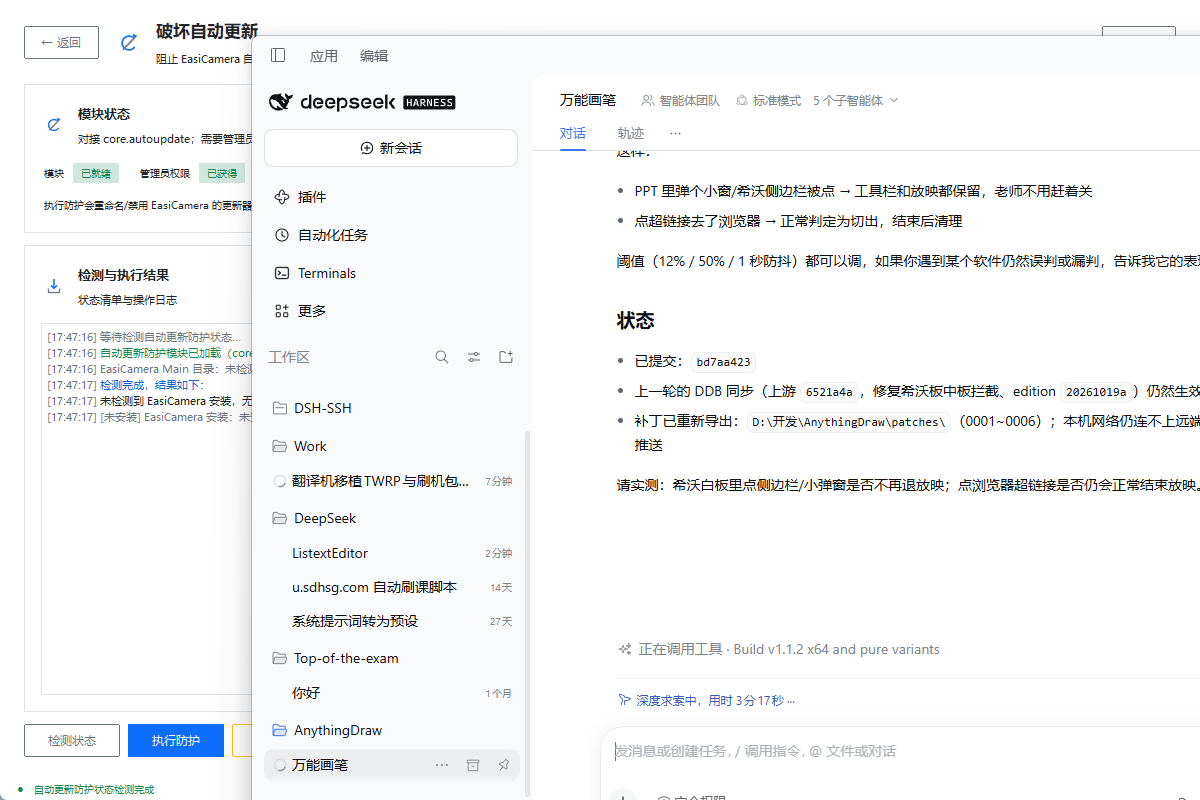 ← 返回
破坏自动更新
阻止 EasiCamera 自
模块状态
对接 core.autoupdate；需要管理员
模块 已就绪 管理员权限 已获得
执行防护会重命名/禁用 EasiCamera 的更新器
检测与执行结果
状态清单与操作日志
[17:47:16] 等待检测自动更新防护状态...
[17:47:16] 自动更新防护模块已加载（core
[17:47:16] EasiCamera Main 目录：未检测
[17:47:17] 检测完成，结果如下：
[17:47:17] 未检测到 EasiCamera 安装，无
[17:47:17] [未安装] EasiCamera 安装：未
检测状态
执行防护
自动更新防护状态检测完成
应用 编辑
deepseek HARNESS
新会话
插件
自动化任务
Terminals
更多
工作区
DSH-SSH
Work
翻译机移植TWRP与刷机包... 7分钟
DeepSeek
ListextEditor 2分钟
u.sdhsg.com 自动刷课脚本 14天
系统提示词转为预设 27天
Top-of-the-exam
你好 1个月
AnythingDraw
万能画笔
万能画笔 智能体团队 标准模式 5 个子智能体
对话 轨迹 ...
这样：
• PPT 里弹个小窗/希沃侧边栏被点 → 工具栏和放映都保留，老师不用赶着关
• 点超链接去了浏览器 → 正常判定为切出，结束后清理
阈值（12% / 50% / 1 秒防抖）都可以调，如果你遇到某个软件仍然误判或漏判，告诉我它的表现
状态
• 已提交： bd7aa423
• 上一轮的 DDB 同步（上游 6521a4a ，修复希沃板中板拦截、edition 20261019a ）仍然生效
• 补丁已重新导出： D:\开发\AnythingDraw\patches\ （0001~0006）；本机网络仍连不上远端
推送
请实测：希沃白板里点侧边栏/小弹窗是否不再退放映；点浏览器超链接是否仍会正常结束放映。
正在调用工具 · Build v1.1.2 x64 and pure variants
深度求索中，用时 3 分 17 秒 ...
发消息或创建任务, / 调用指令, @ 文件或对话